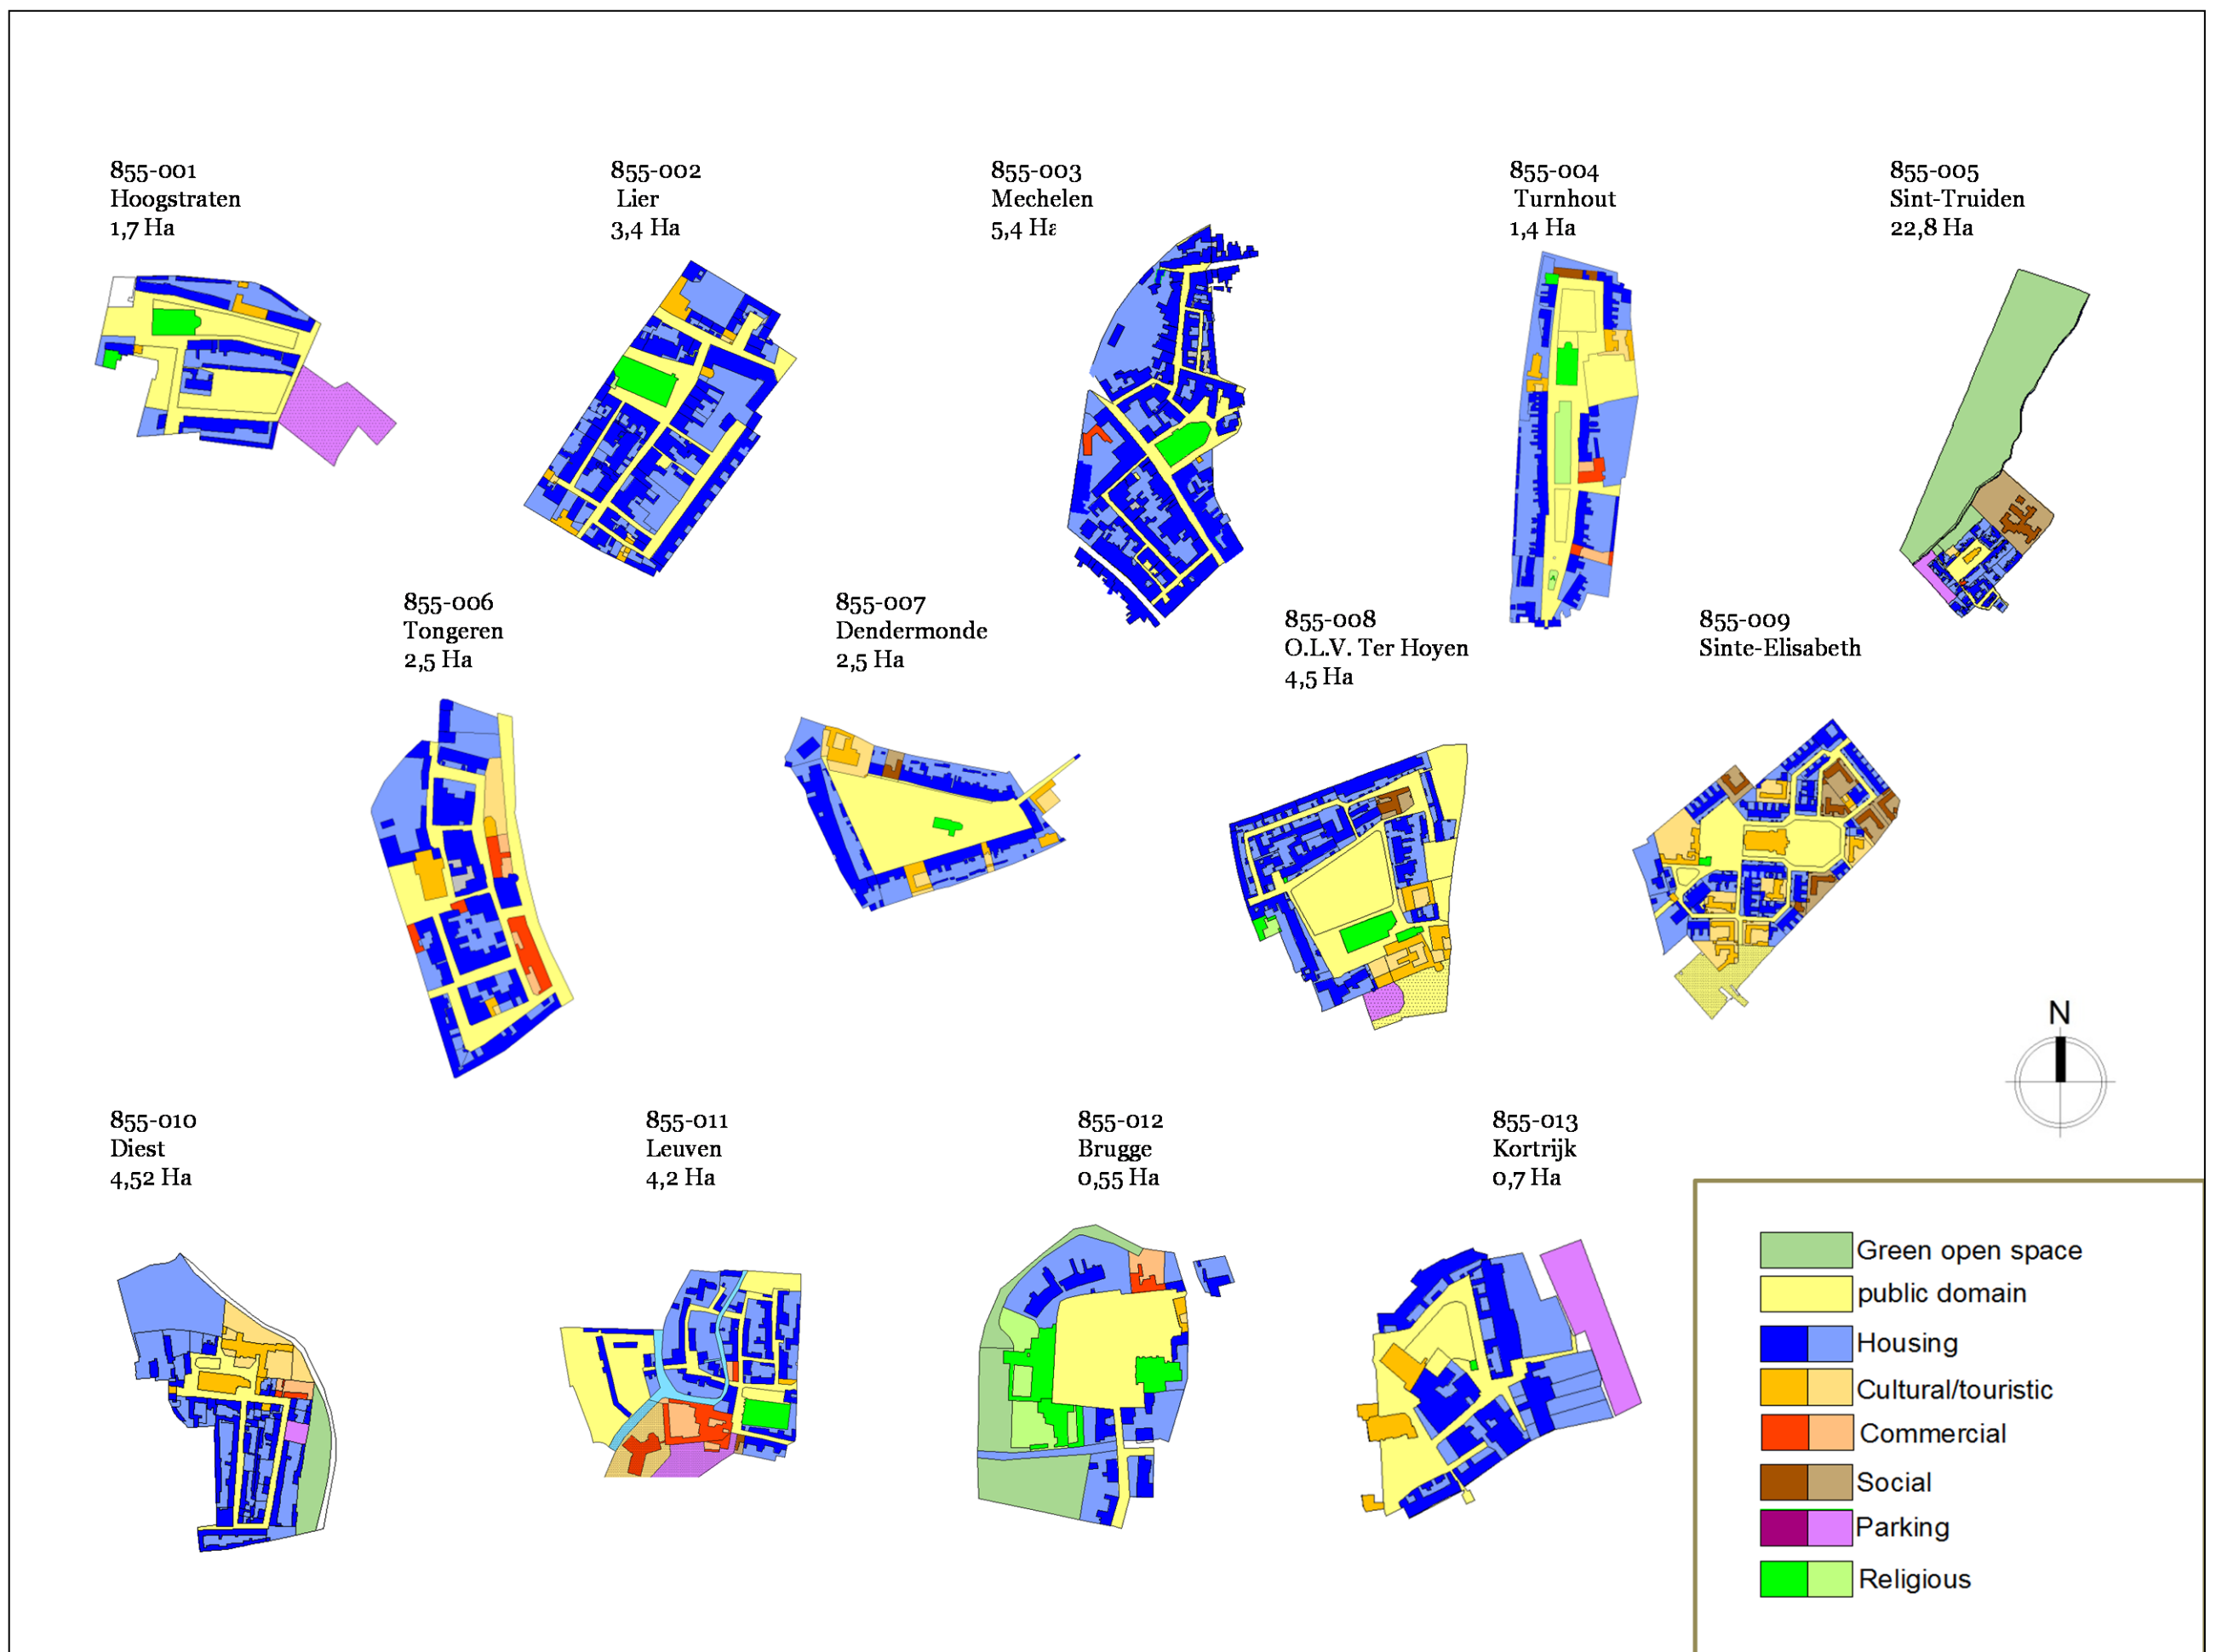 855-001
Hoogstraten
1,7 Ha
855-002
Lier
3,4 Ha
855-003
Mechelen
5,4 Ha
855-004
Turnhout
1,4 Ha
855-005
Sint-Truiden
22,8 Ha
855-006
Tongeren
2,5 Ha
855-007
Dendermonde
2,5 Ha
855-008
O.L.V. Ter Hoyen
4,5 Ha
855-009
Sinte-Elisabeth
N
855-010
Diest
4,52 Ha
855-011
Leuven
4,2 Ha
855-012
Brugge
0,55 Ha
855-013
Kortrijk
0,7 Ha
Green open space
public domain
Housing
Cultural/touristic
Commercial
Social
Parking
Religious